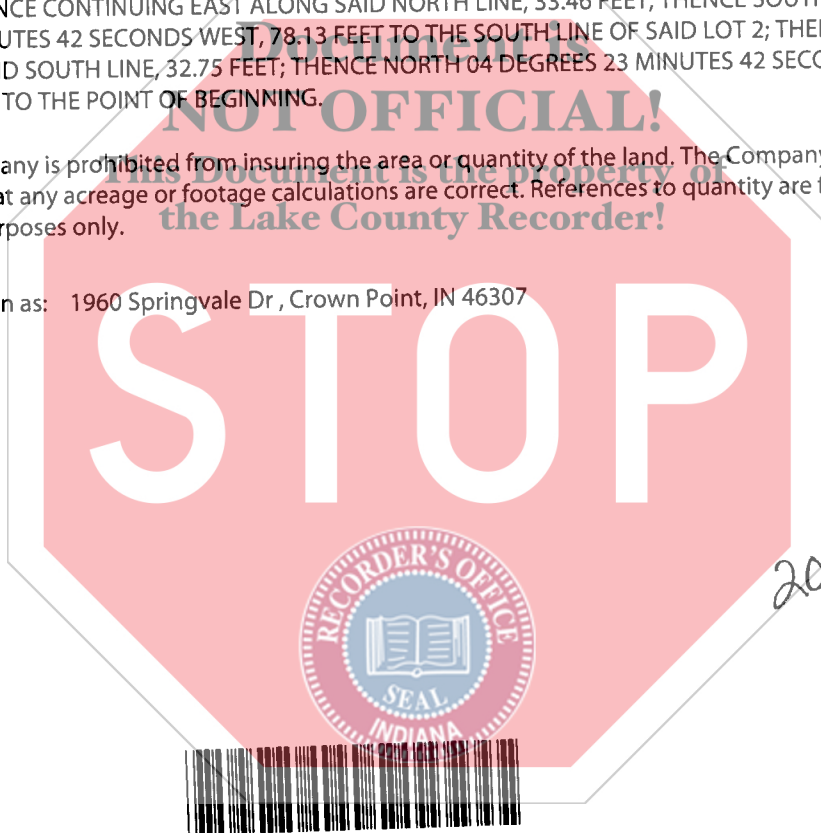 NCE CONTINUING EAST ALONG SAID NORTH LINE, 33.46 FEET; THENCE SOUTH
UTES 42 SECONDS WEST, 78.13 FEET TO THE SOUTH LINE OF SAID LOT 2; THE
Document is
D SOUTH LINE, 32.75 FEET; THENCE NORTH 04 DEGREES 23 MINUTES 42 SECO
TO THE POINT OF BEGINNING.
NOT OFFICIAL!
any is prohibited from insuring the area or quantity of the land. The Company
This Document is the property of
at any acreage or footage calculations are correct. References to quantity are f
the Lake County Recorder!
rposes only.
n as: 1960 Springvale Dr , Crown Point, IN 46307
STOP
RECORDER'S OFFICE
20
SEAL
INDIANA